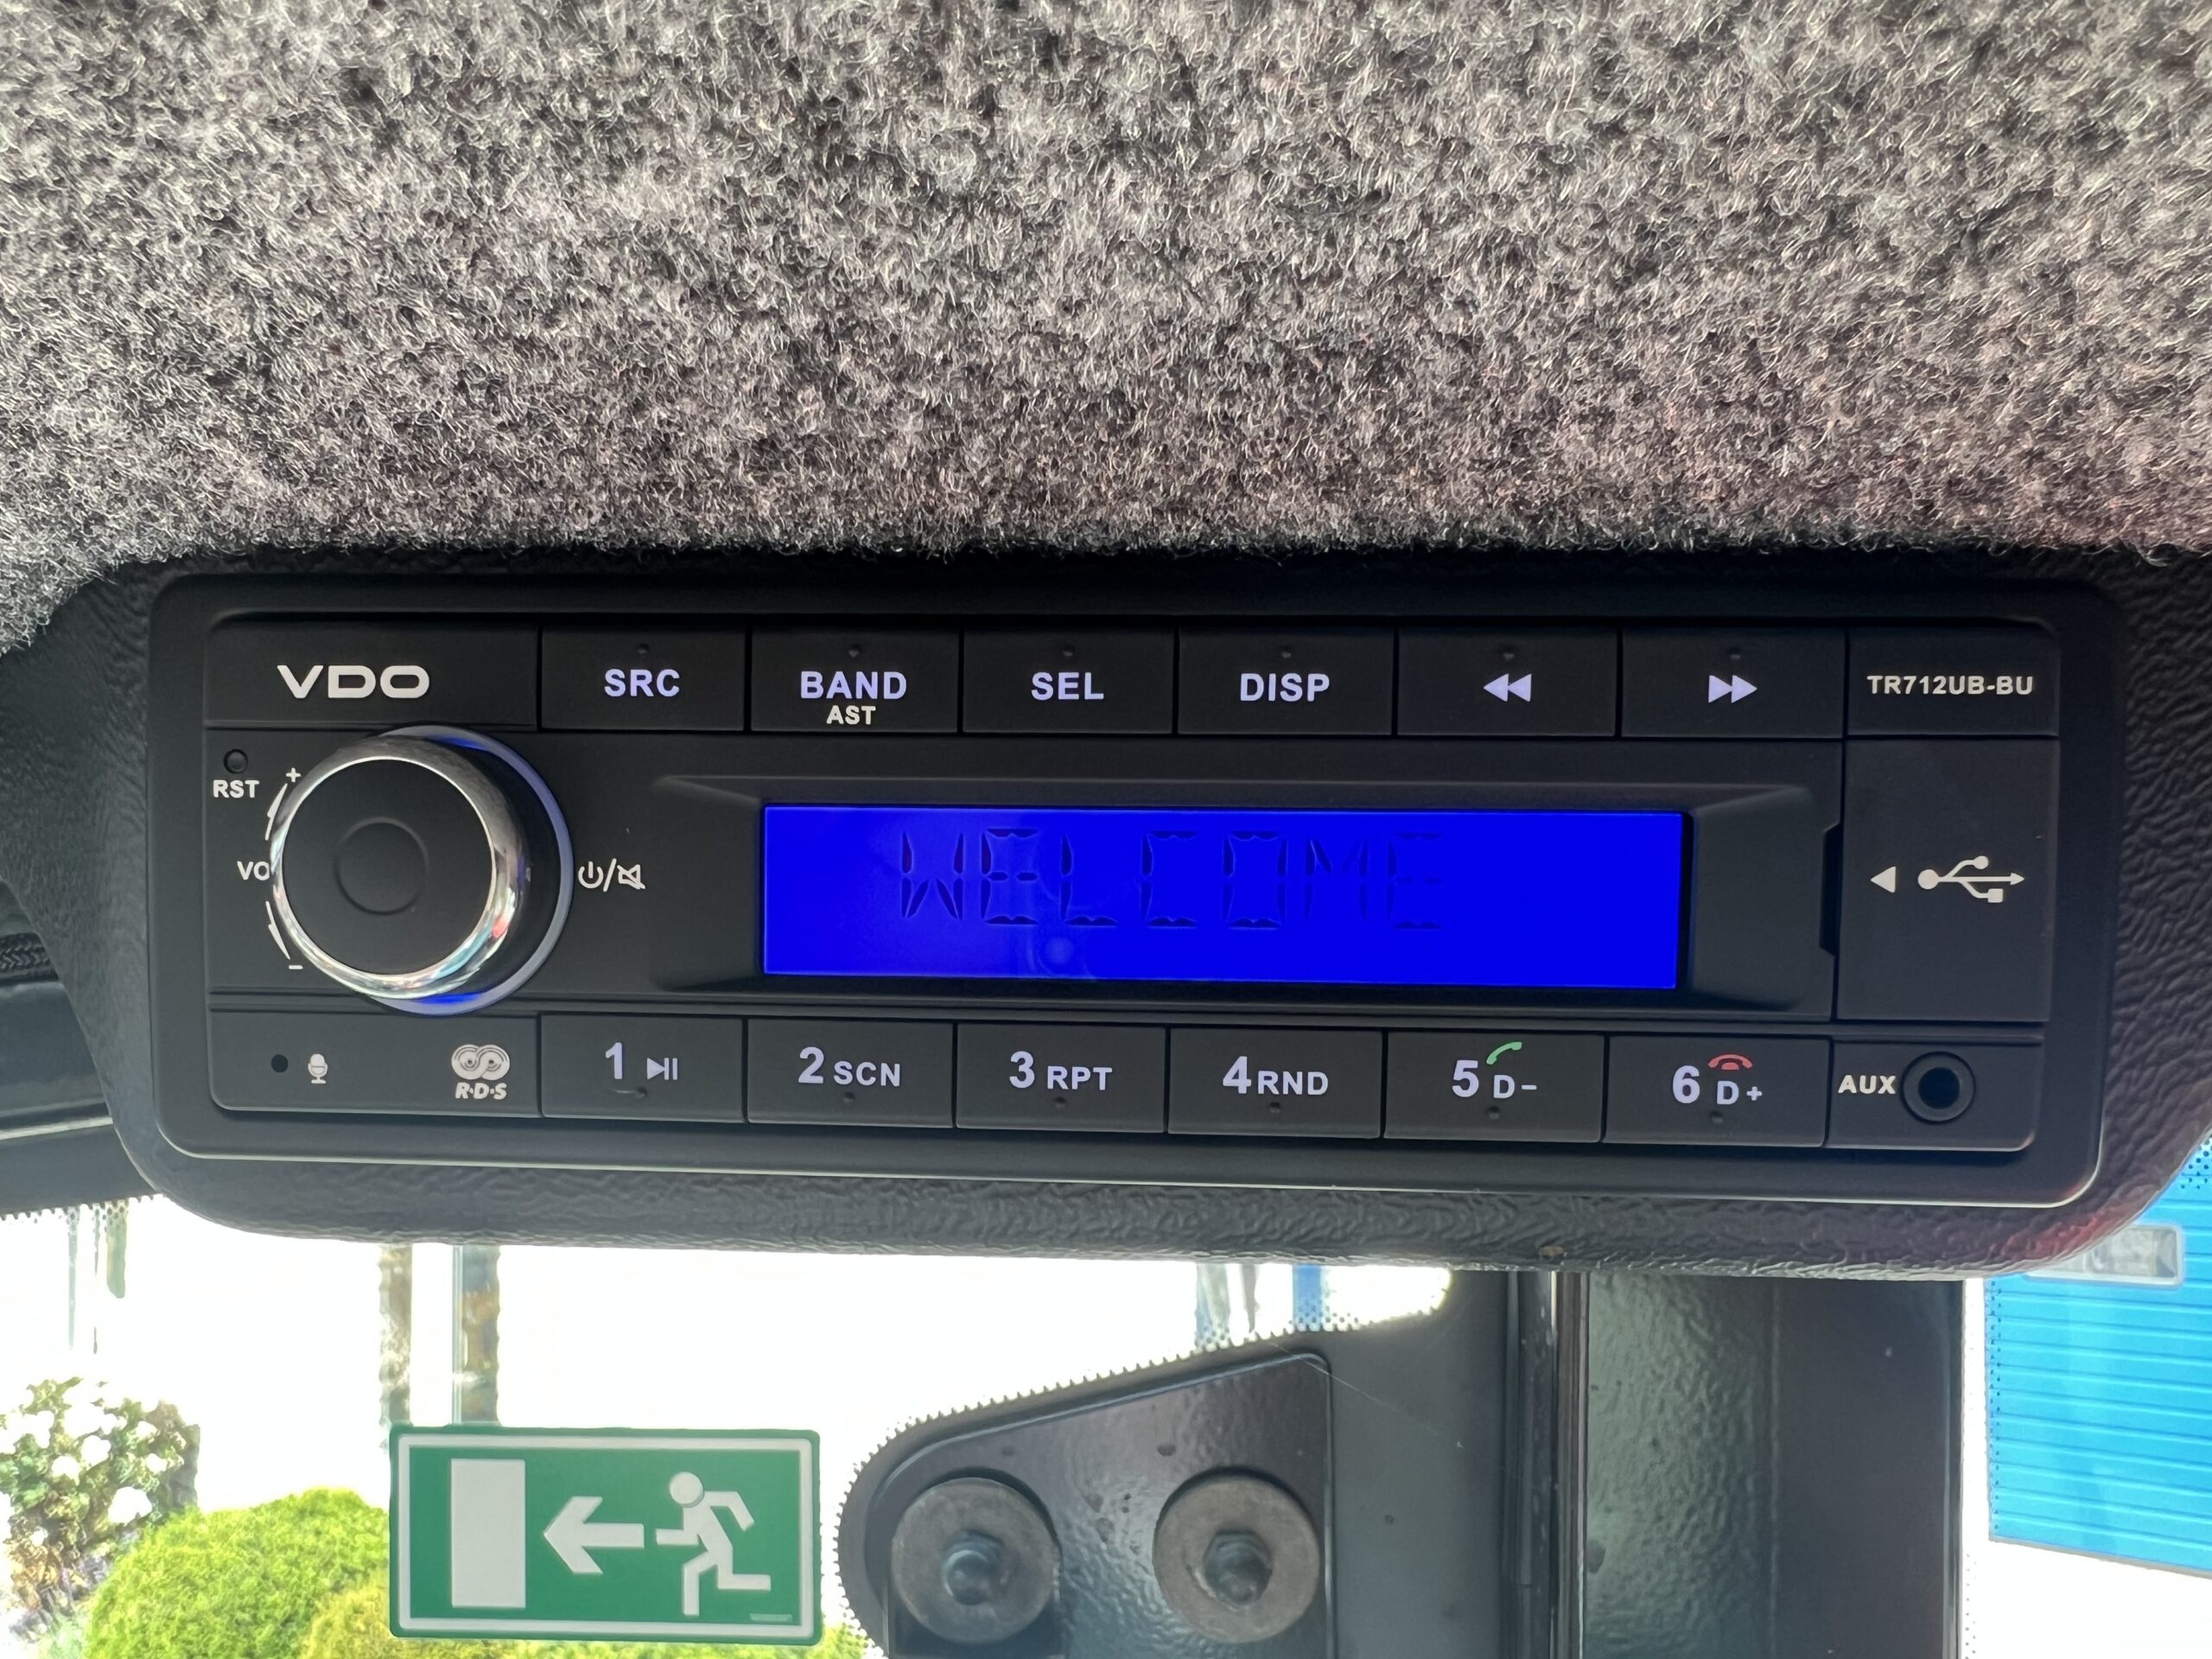 VDO
SRC
BAND
AST
SEL
DISP
TR712UB-BU
RST
+
VO
-
WELCOME
R·D·S
1
2 SCN
3 RPT
4 RND
5 D-
6 D+
AUX